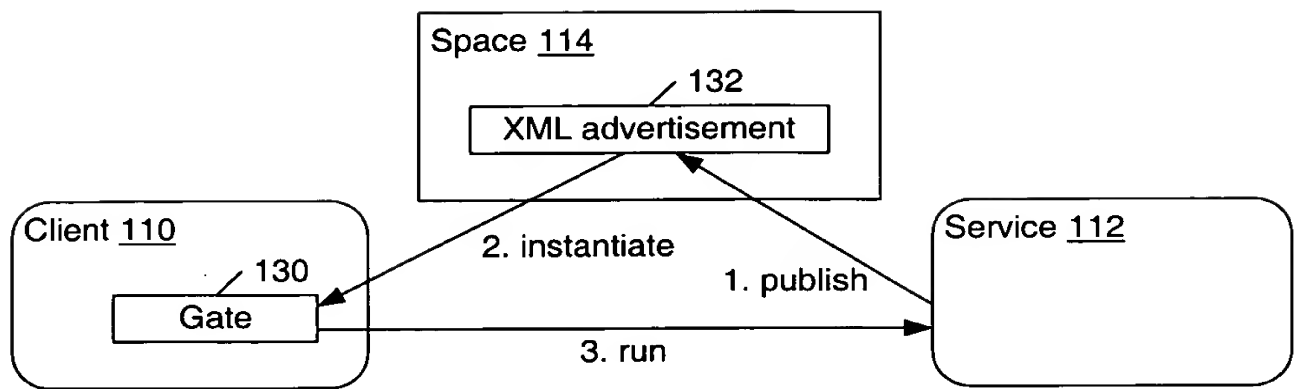 Space 114
132
XML advertisement
Client 110
130
Gate
2. instantiate
1. publish
3. run
Service 112